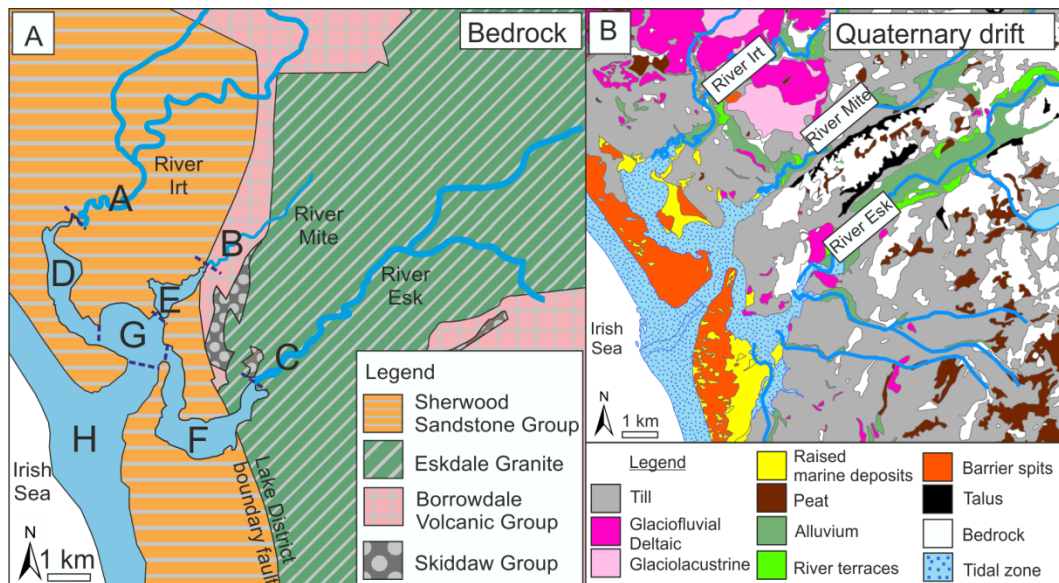 A
Bedrock
River
Irt
A
B
River
Mite
D
E
River
Esk
G
C
H
F
Irish
Sea
N
1 km
Lake District
boundary fault
Legend
Sherwood
Sandstone Group
Eskdale Granite
Borrowdale
Volcanic Group
Skiddaw Group
B
Quaternary drift
River Irt
River Mite
River Esk
Irish
Sea
N
1 km
Legend
Till
Glaciofluvial
Deltaic
Glaciolacustrine
Raised
marine deposits
Peat
Alluvium
River terraces
Barrier spits
Talus
Bedrock
Tidal zone